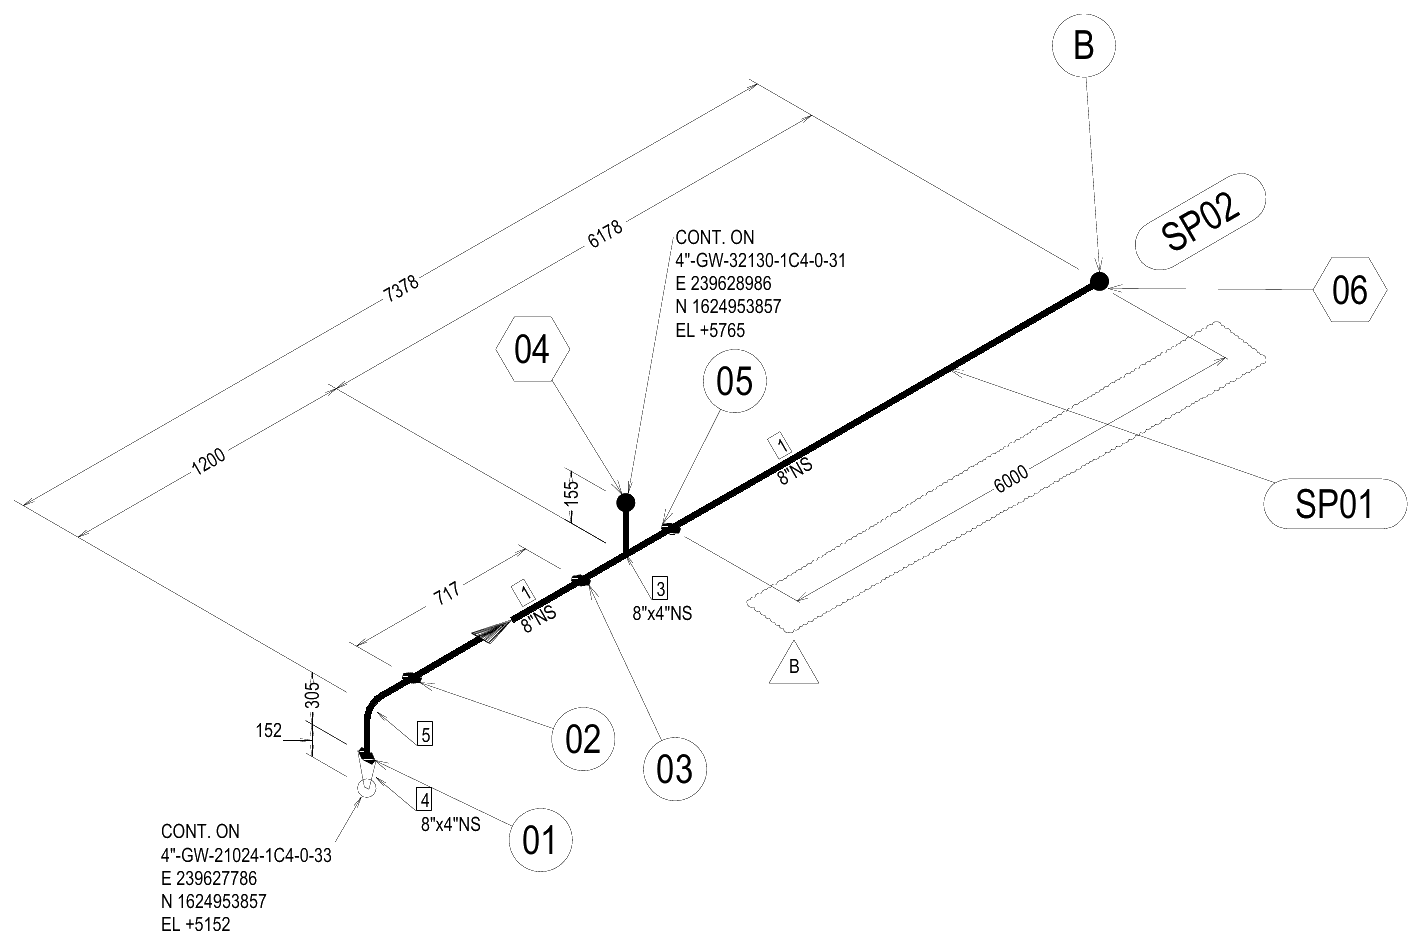 B
SP02
6178
CONT. ON
4"-GW-32130-1C4-0-31
E 239628986
N 1624953857
EL +5765
7378
06
04
05
1200
1
8"NS
6000
155
SP01
717
1
8"NS
3
8"x4"NS
B
305
152
5
02
03
4
8"x4"NS
01
CONT. ON
4"-GW-21024-1C4-0-33
E 239627786
N 1624953857
EL +5152